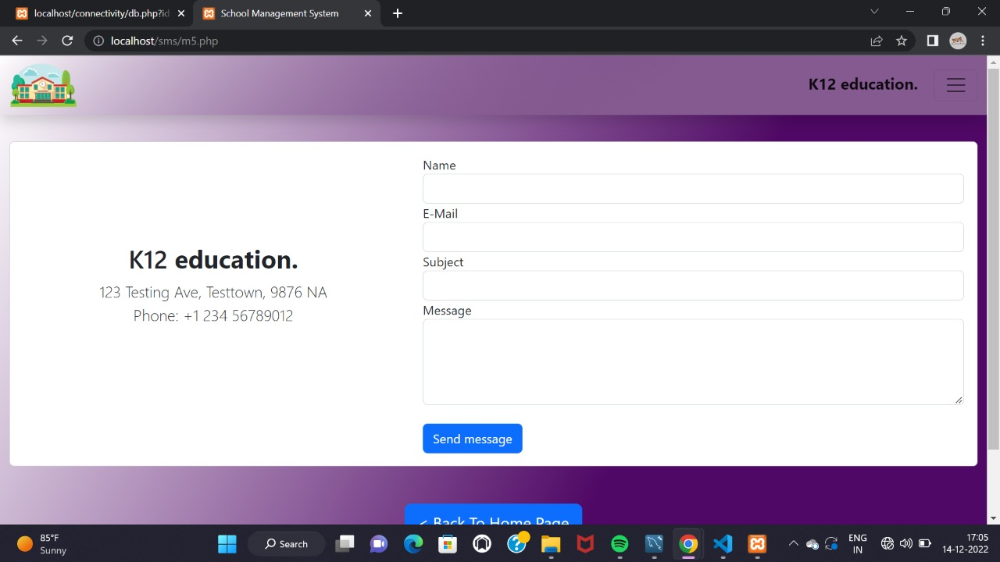 localhost/connectivity/db.php?id
School Management System
localhost/sms/m5.php
K12 education.
Name
E-Mail
K12 education.
Subject
123 Testing Ave, Testtown, 9876 NA
Message
Phone: +1 234 56789012
Send message
< Back To Home Page
85°F
Sunny
Search
ENG
IN
17:05
14-12-2022